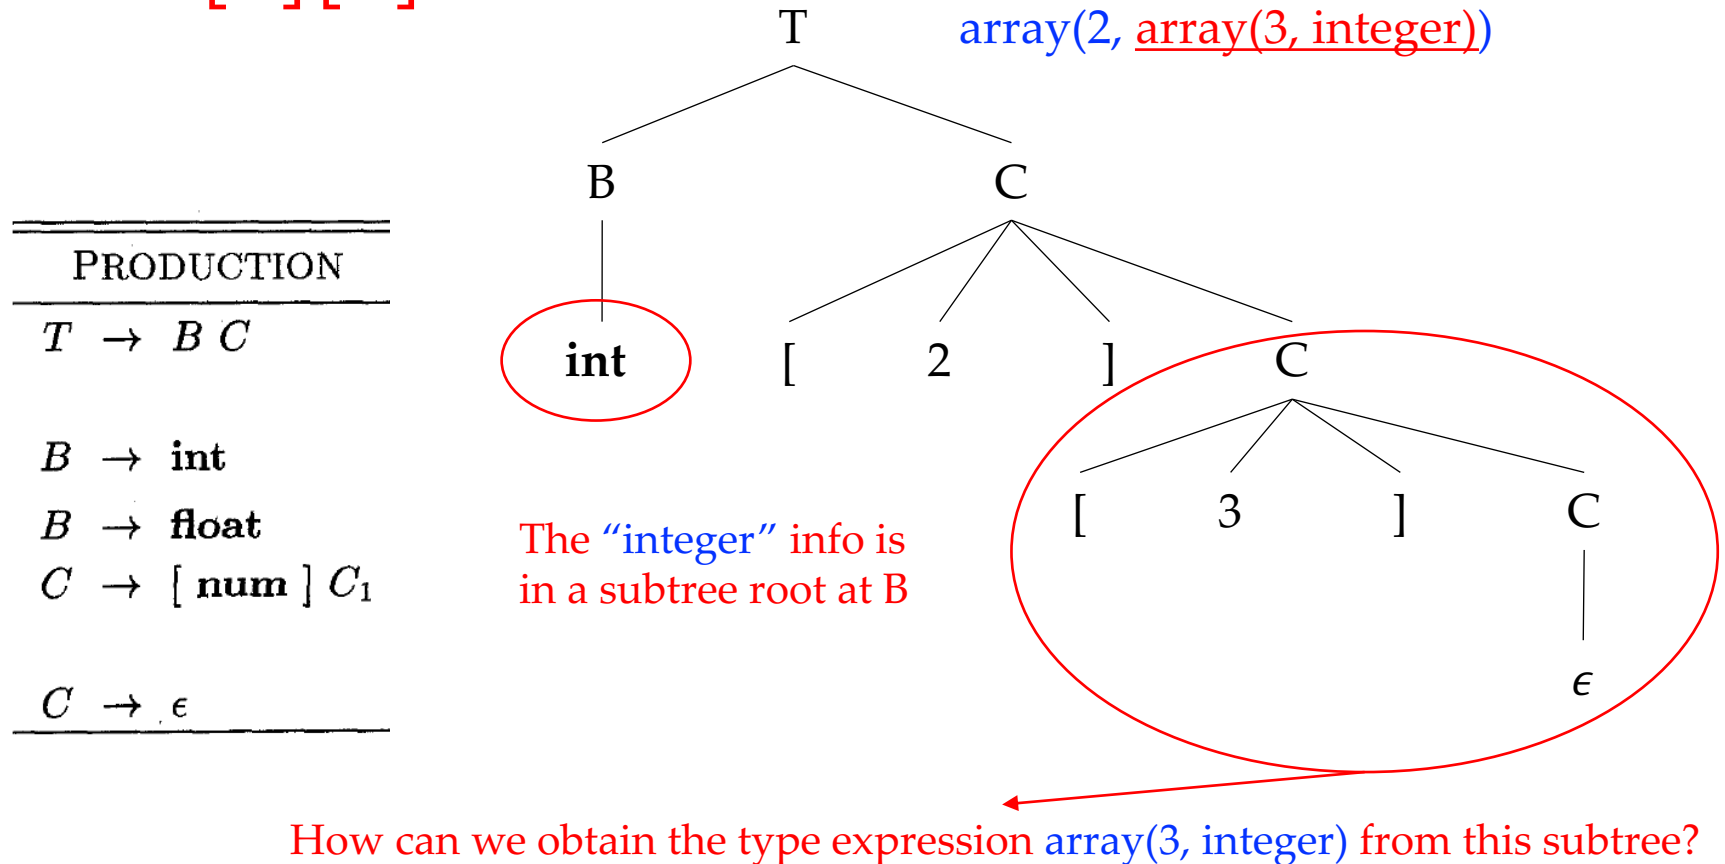 T
array(2, array(3, integer))
B
C
PRODUCTION
T → B C
int
[
2
]
C
B → int
B → float
C → [ num ] C₁
C → ϵ
The “integer” info is
in a subtree root at B
[
3
]
C
ϵ
How can we obtain the type expression array(3, integer) from this subtree?